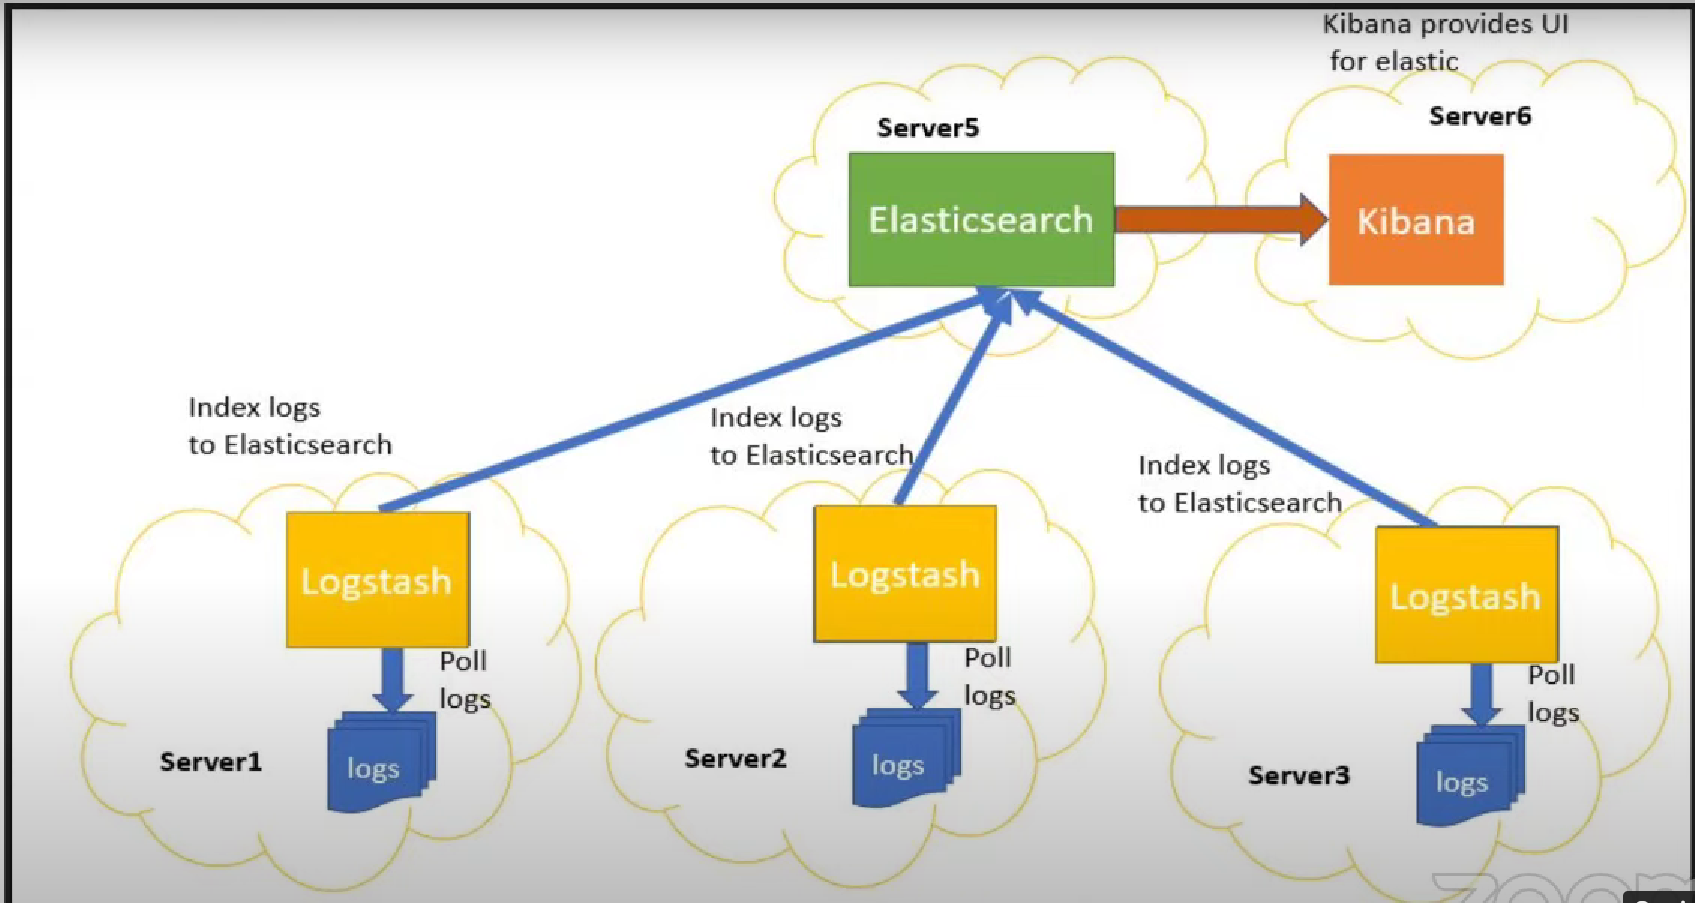 Kibana provides UI
for elastic
Server5
Server6
Elasticsearch
Kibana
Index logs
to Elasticsearch
Index logs
to Elasticsearch
Index logs
to Elasticsearch
Logstash
Logstash
Logstash
Poll
logs
Poll
logs
Poll
logs
Server1
logs
Server2
logs
Server3
logs
zoom